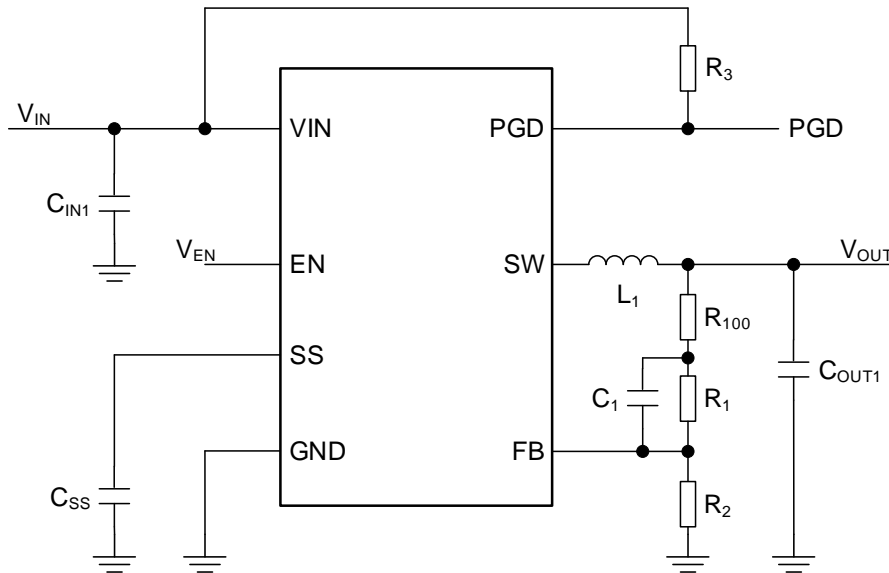 R3
VIN
VIN
PGD
PGD
CIN1
VEN
EN
SW
VOUT
L1
R100
SS
C1
R1
COUT1
GND
FB
CSS
R2